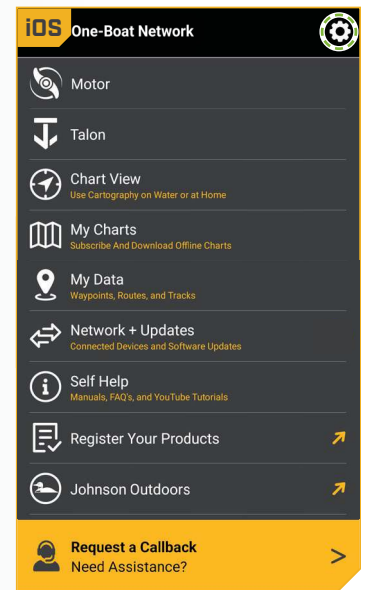 iOS One-Boat Network
Motor
Talon
Chart View
Use Cartography on Water or at Home
My Charts
Subscribe And Download Offline Charts
My Data
Waypoints, Routes, and Tracks
Network + Updates
Connected Devices and Software Updates
Self Help
Manuals, FAQ's, and YouTube Tutorials
Register Your Products
Johnson Outdoors
Request a Callback
Need Assistance?